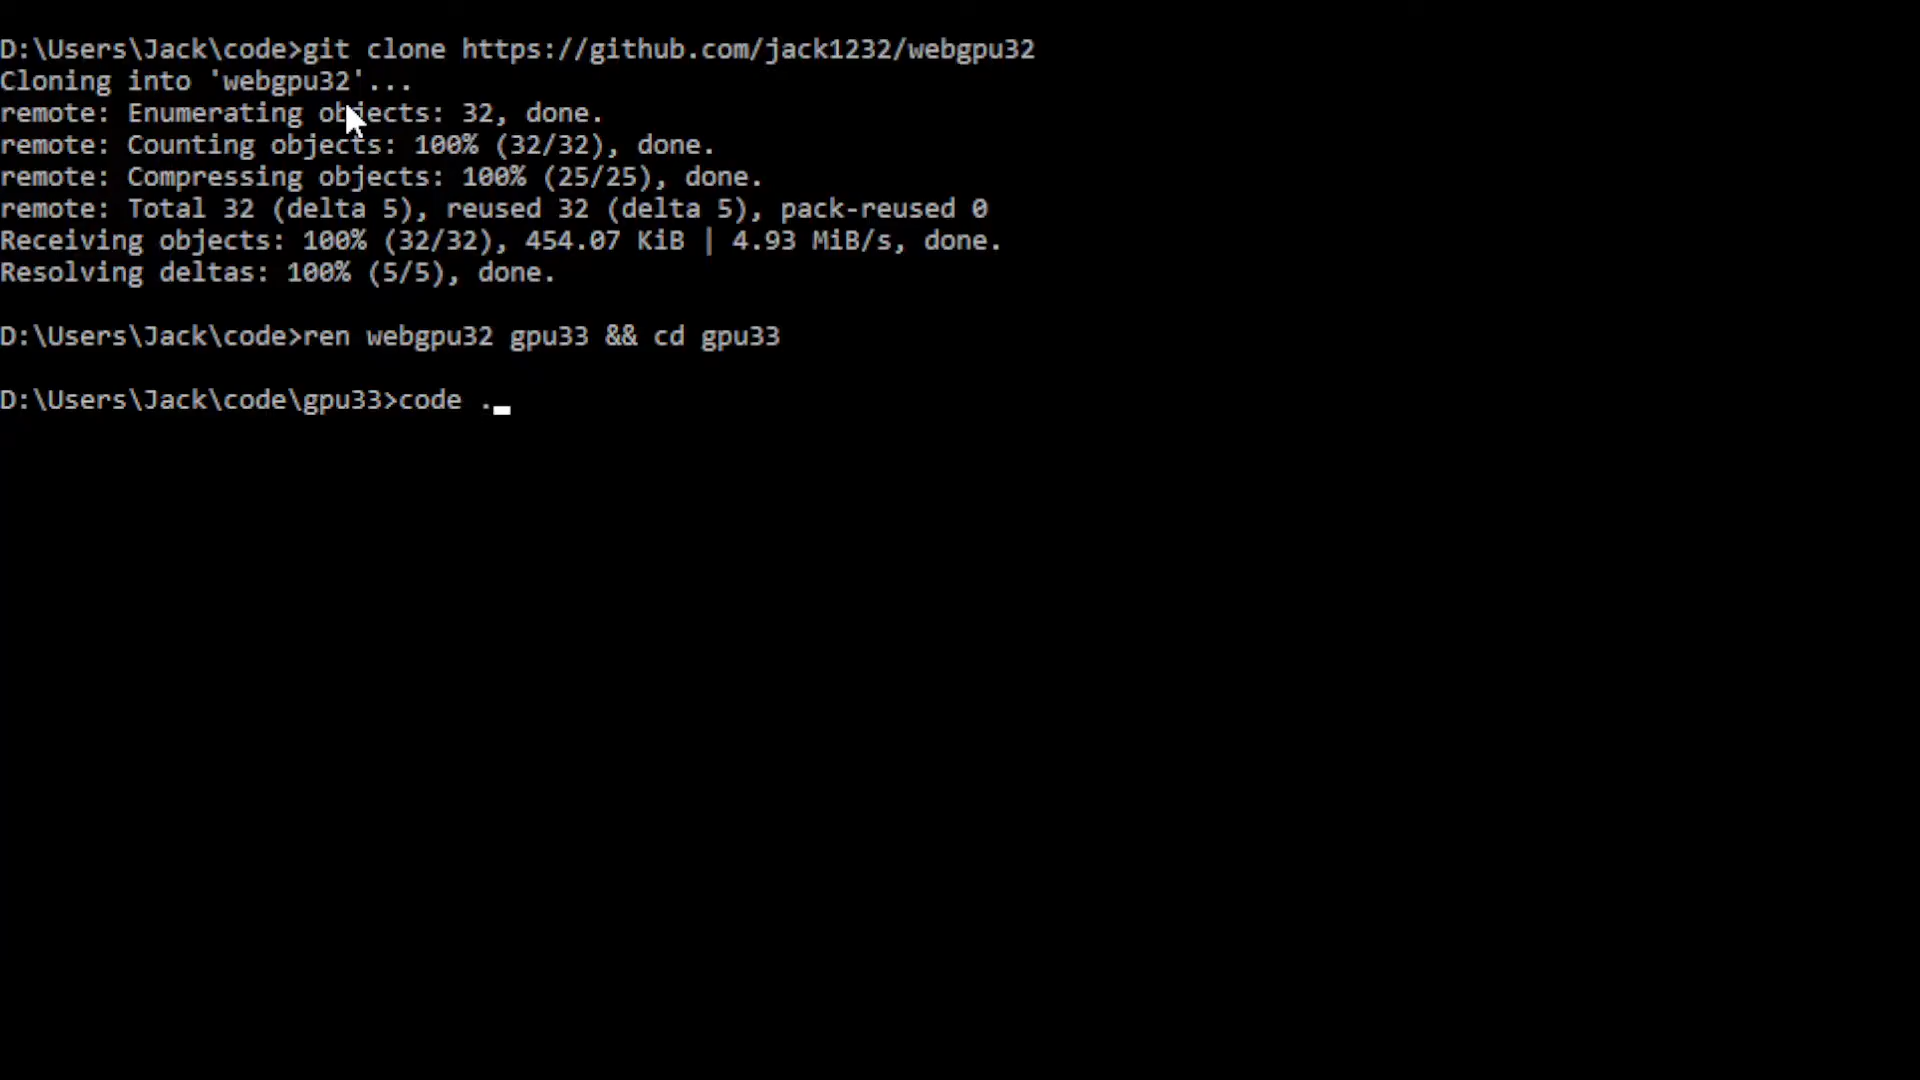 D:\Users\Jack\code>git clone https://github.com/jack1232/webgpu32
Cloning into 'webgpu32'...
remote: Enumerating objects: 32, done.
remote: Counting objects: 100% (32/32), done.
remote: Compressing objects: 100% (25/25), done.
remote: Total 32 (delta 5), reused 32 (delta 5), pack-reused 0
Receiving objects: 100% (32/32), 454.07 KiB | 4.93 MiB/s, done.
Resolving deltas: 100% (5/5), done.
D:\Users\Jack\code>ren webgpu32 gpu33 && cd gpu33
D:\Users\Jack\code\gpu33>code .